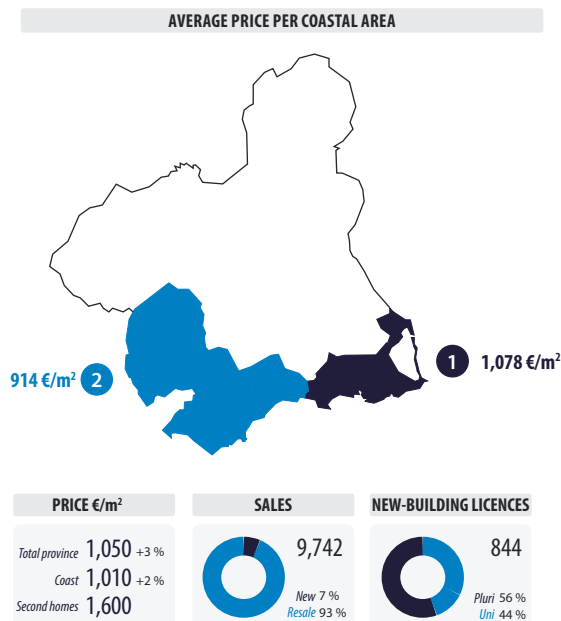 AVERAGE PRICE PER COASTAL AREA
1 1,078 €/m²
914 €/m² 2
PRICE €/m²
Total province 1,050 +3 %
Coast 1,010 +2 %
Second homes 1,600
SALES
9,742
New 7 %
Resale 93 %
NEW-BUILDING LICENCES
844
Pluri 56 %
Uni 44 %